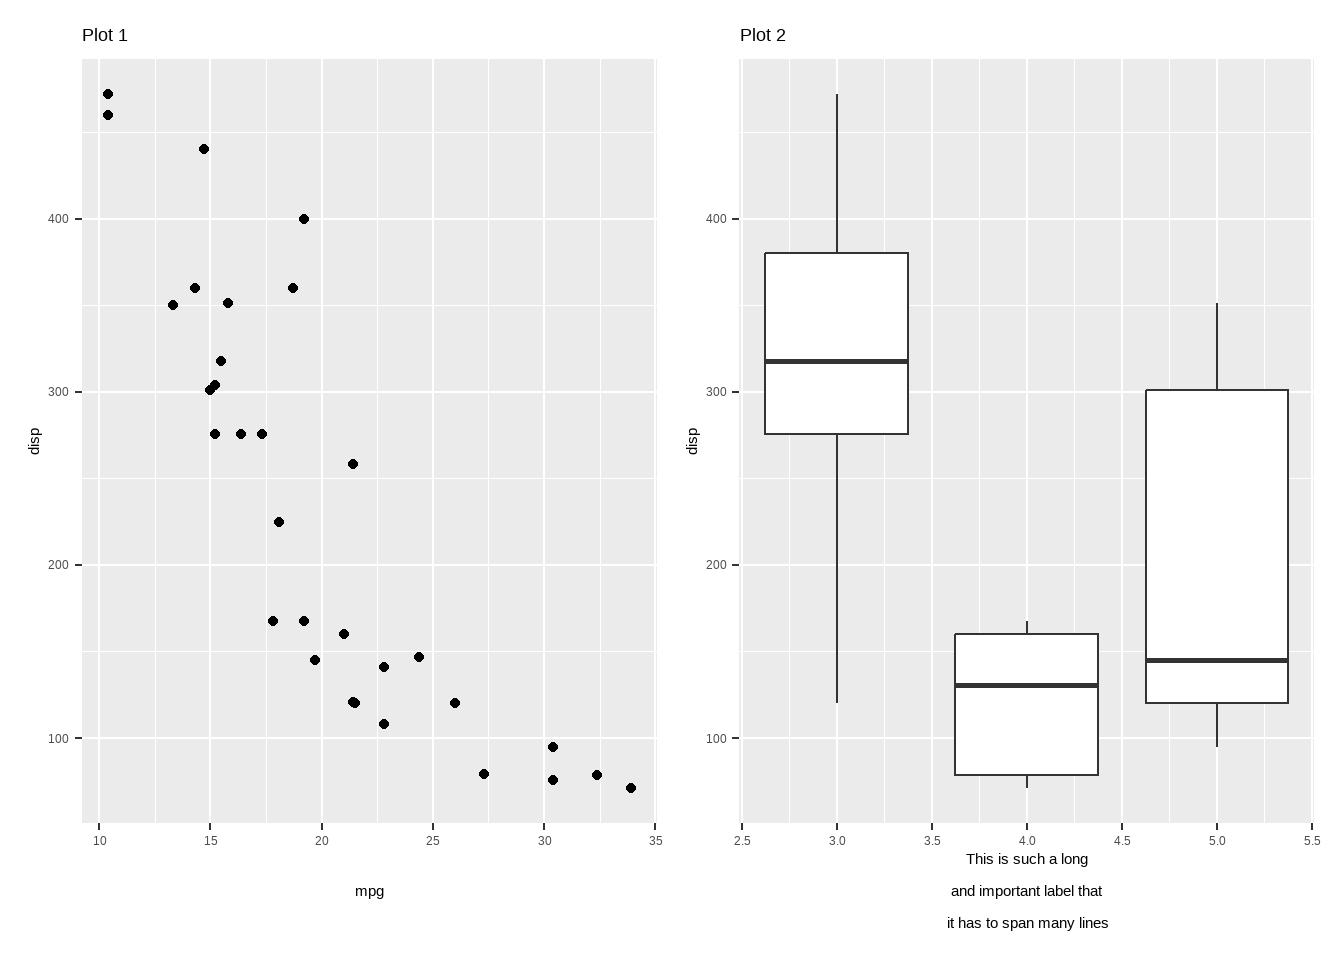 Plot 1
disp
400
300
200
100
10 15 20 25 30 35
mpg
Plot 2
disp
400
300
200
100
2.5 3.0 3.5 4.0 4.5 5.0 5.5
This is such a long
and important label that
it has to span many lines